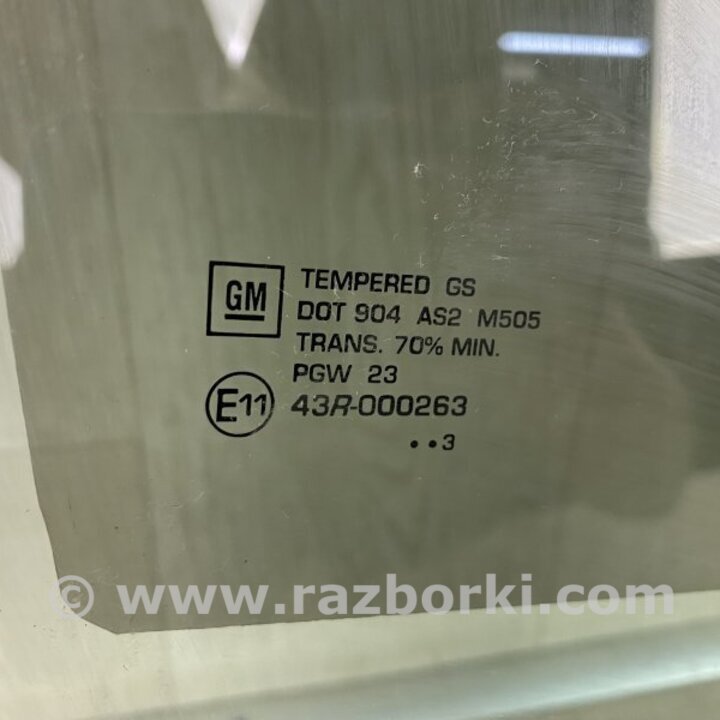 GM
TEMPERED GS
DOT 904 AS2 M505
TRANS. 70% MIN.
PGW 23
E11 43R-000263
••3
© www.razborki.com